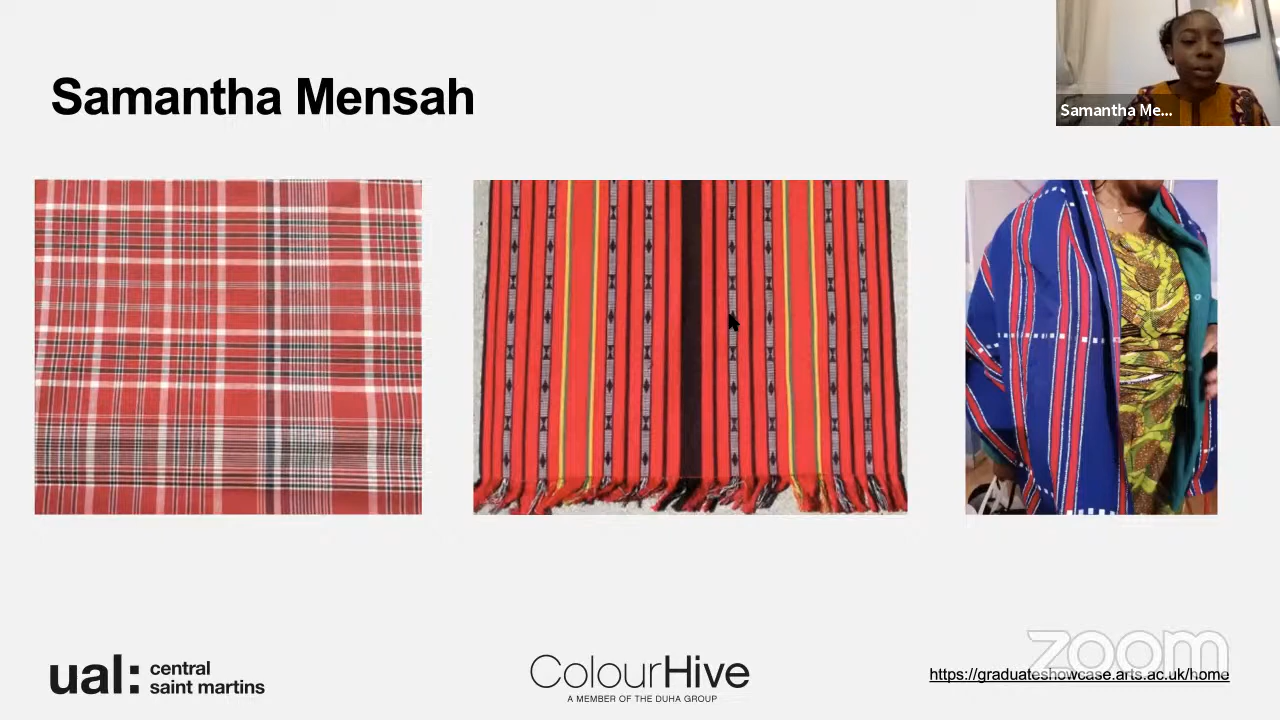 Samantha Mensah
Samantha Me...
ual: central
saint martins
ColourHive
A MEMBER OF THE DUHA GROUP
zoom
https://graduateshowcase.arts.ac.uk/home